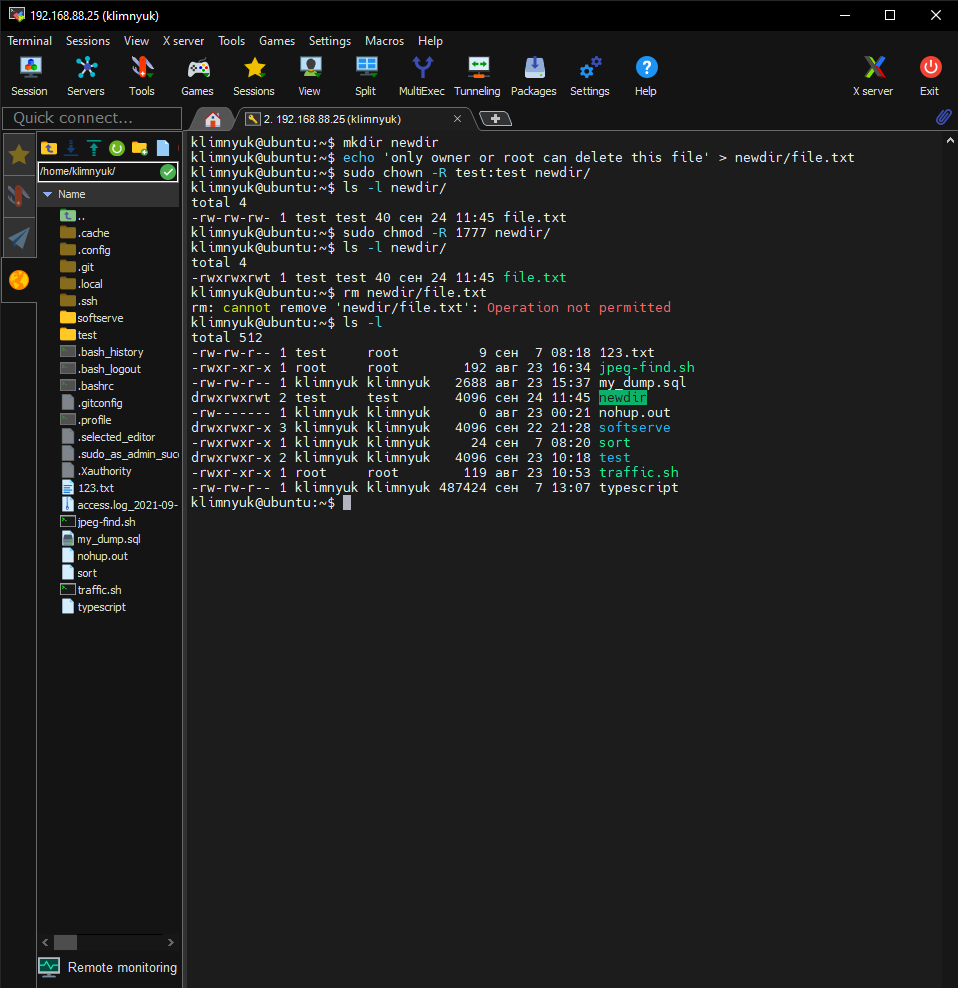 192.168.88.25 (klimnyuk)
Terminal Sessions View X server Tools Games Settings Macros Help
Session Servers Tools Games Sessions View Split MultiExec Tunneling Packages Settings Help X server Exit
Quick connect...
2. 192.168.88.25 (klimnyuk)
/home/klimnyuk/
Name
..
.cache
.config
.git
.local
.ssh
softserve
test
.bash_history
.bash_logout
.bashrc
.gitconfig
.profile
.selected_editor
.sudo_as_admin_succ
.Xauthority
123.txt
access.log_2021-09-
jpeg-find.sh
my_dump.sql
nohup.out
sort
traffic.sh
typescript
Remote monitoring
klimnyuk@ubuntu:~$ mkdir newdir
klimnyuk@ubuntu:~$ echo 'only owner or root can delete this file' > newdir/file.txt
klimnyuk@ubuntu:~$ sudo chown -R test:test newdir/
klimnyuk@ubuntu:~$ ls -l newdir/
total 4
-rw-rw-rw- 1 test test 40 сен 24 11:45 file.txt
klimnyuk@ubuntu:~$ sudo chmod -R 1777 newdir/
klimnyuk@ubuntu:~$ ls -l newdir/
total 4
-rwxrwxrwt 1 test test 40 сен 24 11:45 file.txt
klimnyuk@ubuntu:~$ rm newdir/file.txt
rm: cannot remove 'newdir/file.txt': Operation not permitted
klimnyuk@ubuntu:~$ ls -l
total 512
-rw-rw-r-- 1 test     root          9 сен  7 08:18 123.txt
-rwxr-xr-x 1 root     root        192 авг 23 16:34 jpeg-find.sh
-rw-rw-r-- 1 klimnyuk klimnyuk   2688 авг 23 15:37 my_dump.sql
drwxrwxrwt 2 test     test       4096 сен 24 11:45 newdir
-rw------- 1 klimnyuk klimnyuk      0 авг 23 00:21 nohup.out
drwxrwxr-x 3 klimnyuk klimnyuk   4096 сен 22 21:28 softserve
-rwxrwxr-x 1 klimnyuk klimnyuk     24 сен  7 08:20 sort
drwxrwxr-x 2 klimnyuk klimnyuk   4096 сен 23 10:18 test
-rwxr-xr-x 1 root     root        119 авг 23 10:53 traffic.sh
-rw-rw-r-- 1 klimnyuk klimnyuk 487424 сен  7 13:07 typescript
klimnyuk@ubuntu:~$